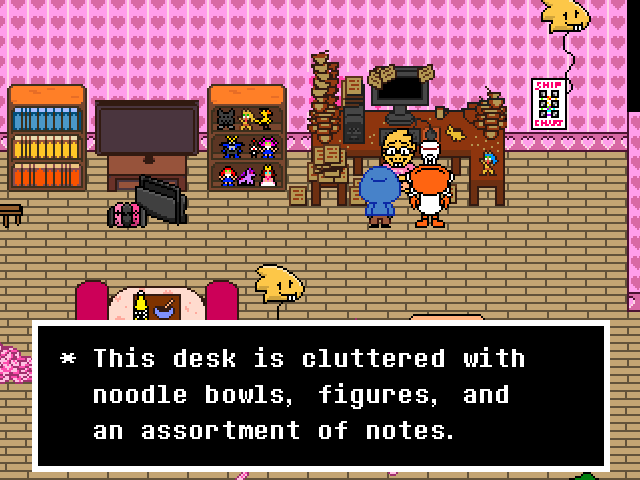 SHIP
CHART
* This desk is cluttered with
noodle bowls, figures, and
an assortment of notes.